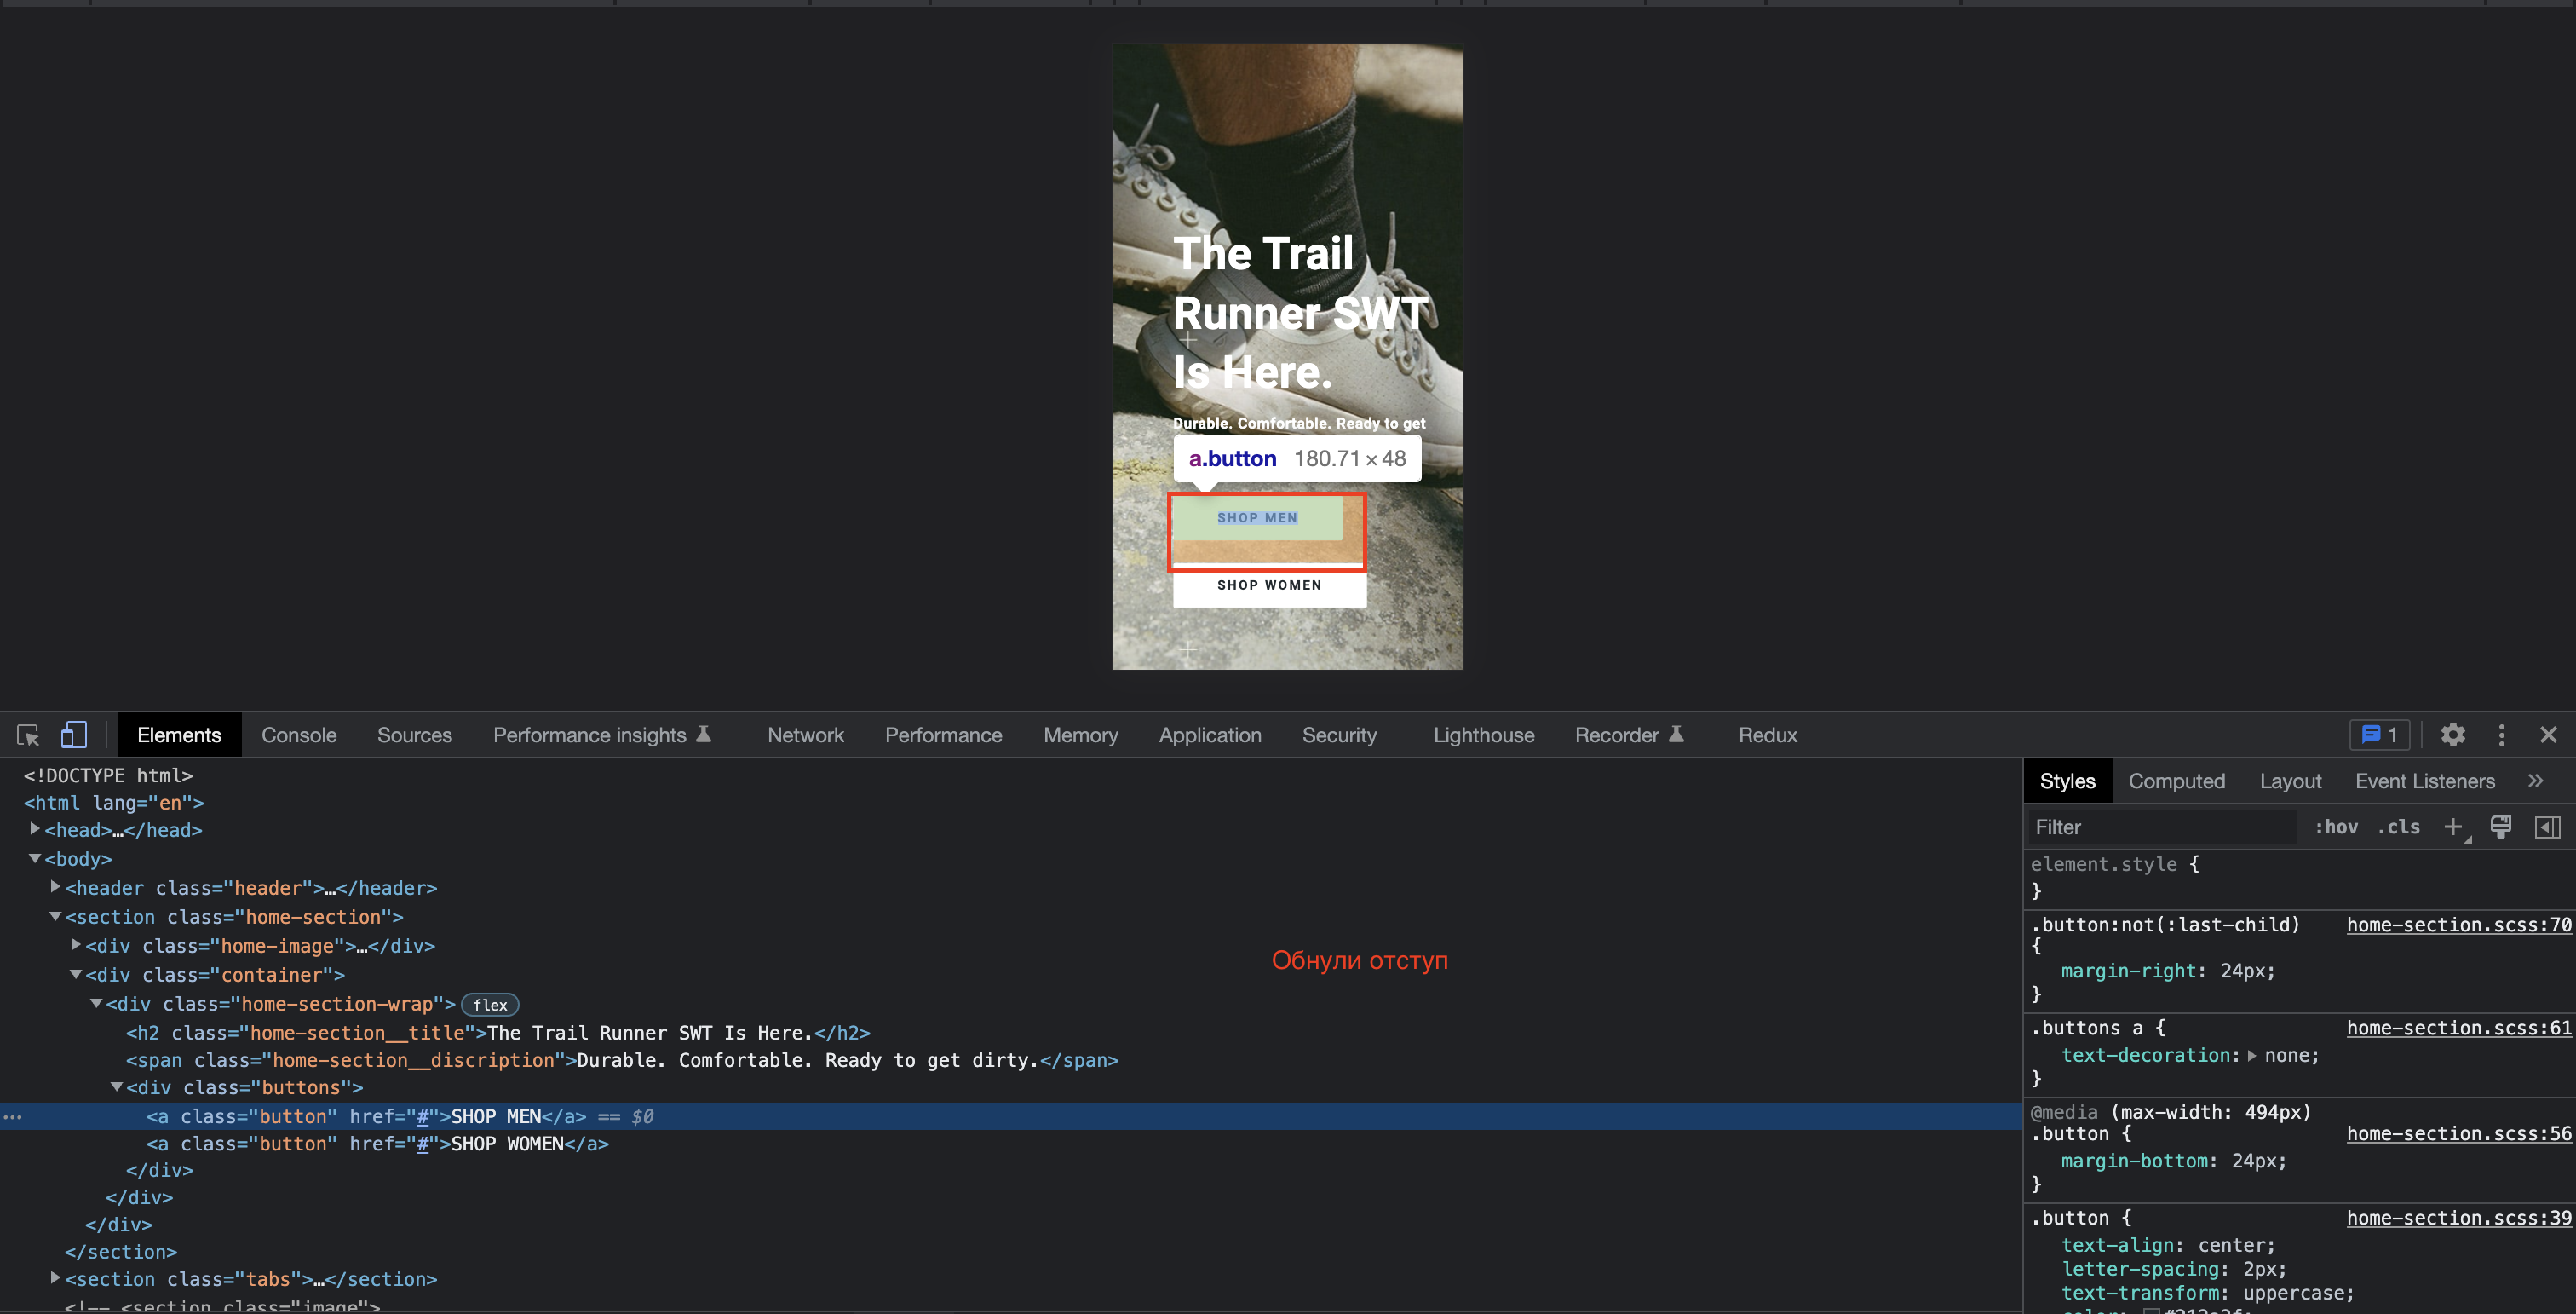 The Trail
Runner SWT
Is Here.
Durable. Comfortable. Ready to get
a.button 180.71 × 48
SHOP MEN
SHOP WOMEN
Elements Console Sources Performance insights Network Performance Memory Application Security Lighthouse Recorder Redux 1
<!DOCTYPE html>
<html lang="en">
<head>…</head>
<body>
<header class="header">…</header>
<section class="home-section">
<div class="home-image">…</div>
<div class="container">
<div class="home-section-wrap"> flex
<h2 class="home-section__title">The Trail Runner SWT Is Here.</h2>
<span class="home-section__discription">Durable. Comfortable. Ready to get dirty.</span>
<div class="buttons">
<a class="button" href="#">SHOP MEN</a> == $0
<a class="button" href="#">SHOP WOMEN</a>
</div>
</div>
</div>
</section>
<section class="tabs">…</section>
<!-- <section class="image">
Обнули отступ
Styles Computed Layout Event Listeners »
Filter :hov .cls +
element.style {
}
.button:not(:last-child) home-section.scss:70
{
margin-right: 24px;
}
.buttons a { home-section.scss:61
text-decoration: none;
}
@media (max-width: 494px)
.button { home-section.scss:56
margin-bottom: 24px;
}
.button { home-section.scss:39
text-align: center;
letter-spacing: 2px;
text-transform: uppercase;